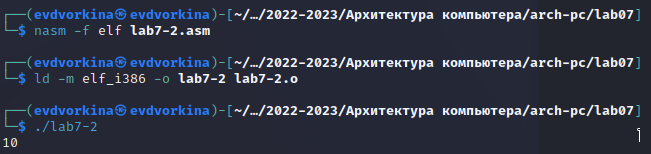 ┌──(evdvorkina㉿evdvorkina)-[~/…/2022-2023/Архитектура компьютера/arch-pc/lab07]
└─$ nasm -f elf lab7-2.asm
┌──(evdvorkina㉿evdvorkina)-[~/…/2022-2023/Архитектура компьютера/arch-pc/lab07]
└─$ ld -m elf_i386 -o lab7-2 lab7-2.o
┌──(evdvorkina㉿evdvorkina)-[~/…/2022-2023/Архитектура компьютера/arch-pc/lab07]
└─$ ./lab7-2
10